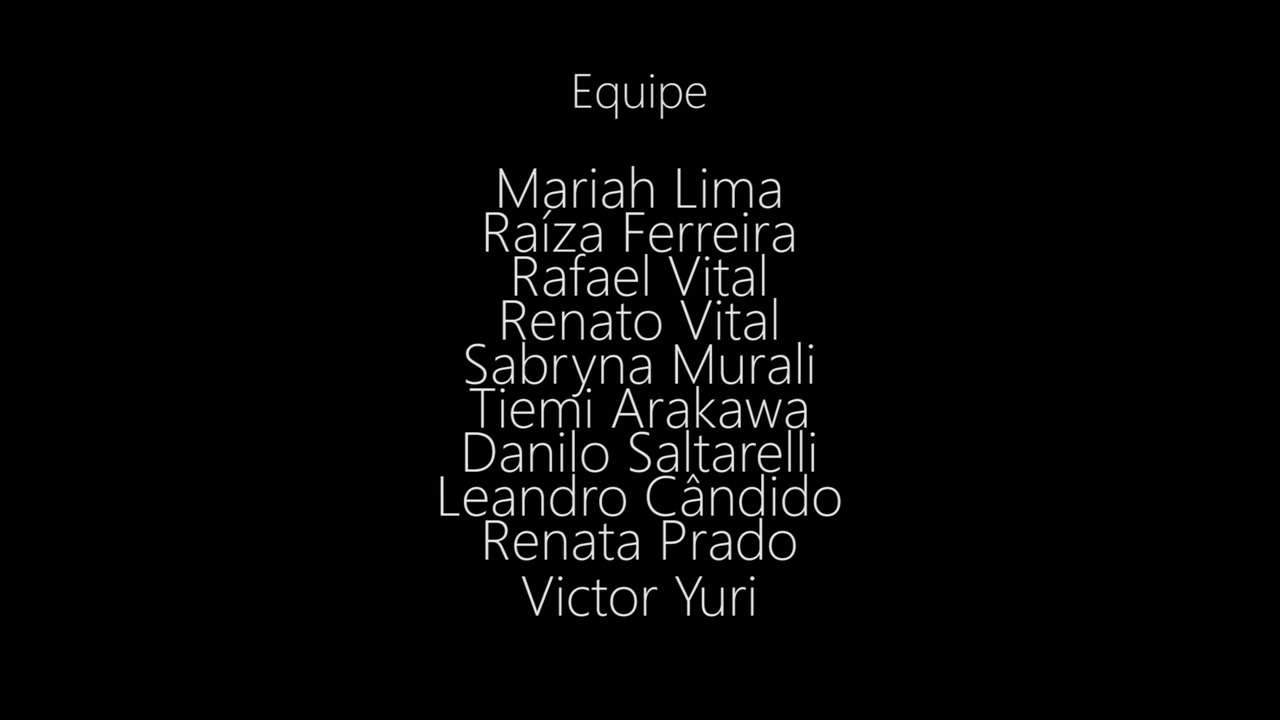 Equipe
Mariah Lima
Raíza Ferreira
Rafael Vital
Renato Vital
Sabryna Murali
Tiemi Arakawa
Danilo Saltarelli
Leandro Cândido
Renata Prado
Victor Yuri